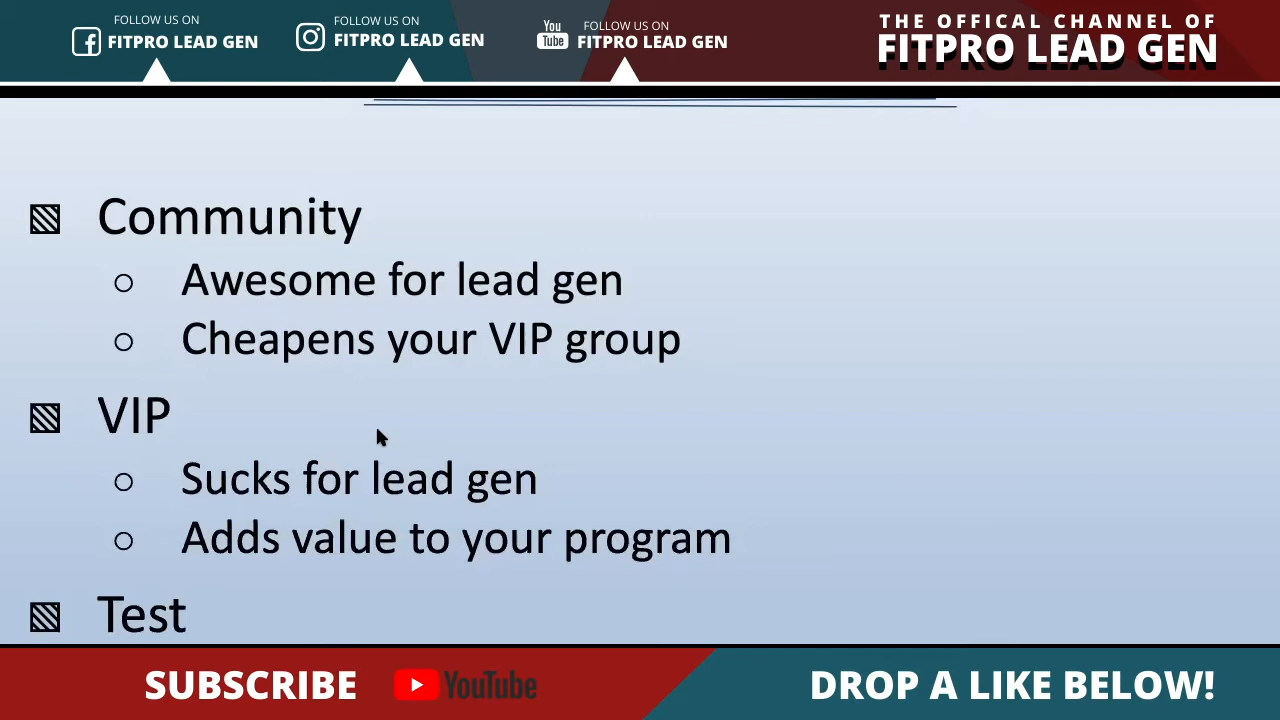 FOLLOW US ON
FITPRO LEAD GEN
FOLLOW US ON
FITPRO LEAD GEN
You
Tube
FOLLOW US ON
FITPRO LEAD GEN
THE OFFICAL CHANNEL OF
FITPRO LEAD GEN
Community
Awesome for lead gen
Cheapens your VIP group
VIP
Sucks for lead gen
Adds value to your program
Test
SUBSCRIBE
YouTube
DROP A LIKE BELOW!